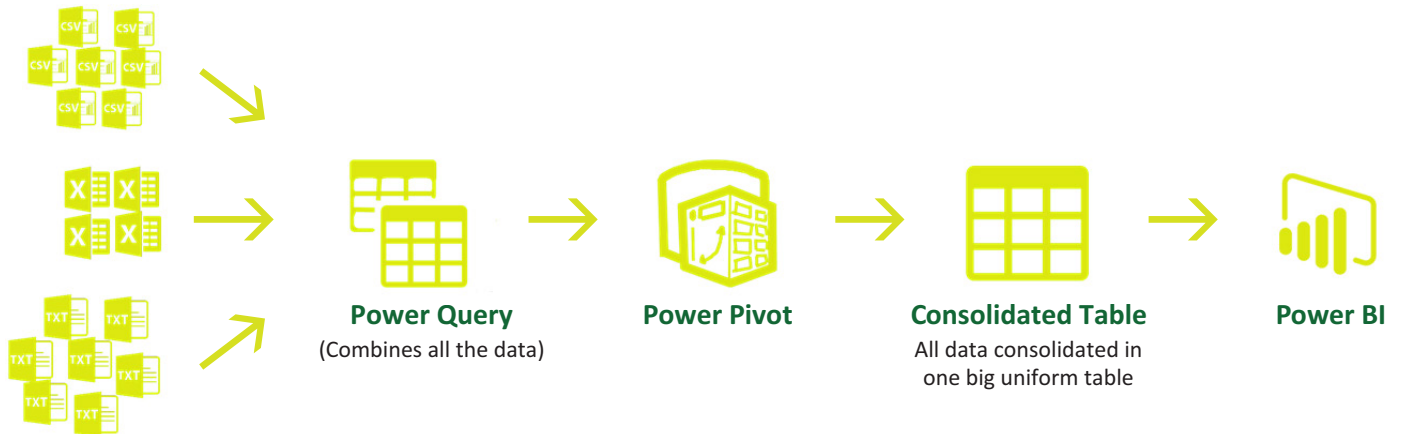 CSV CSV
CSV CSV CSV
CSV CSV
X X
X X
TXT TXT
TXT TXT TXT
TXT TXT
Power Query
(Combines all the data)
Power Pivot
Consolidated Table
All data consolidated in
one big uniform table
Power BI